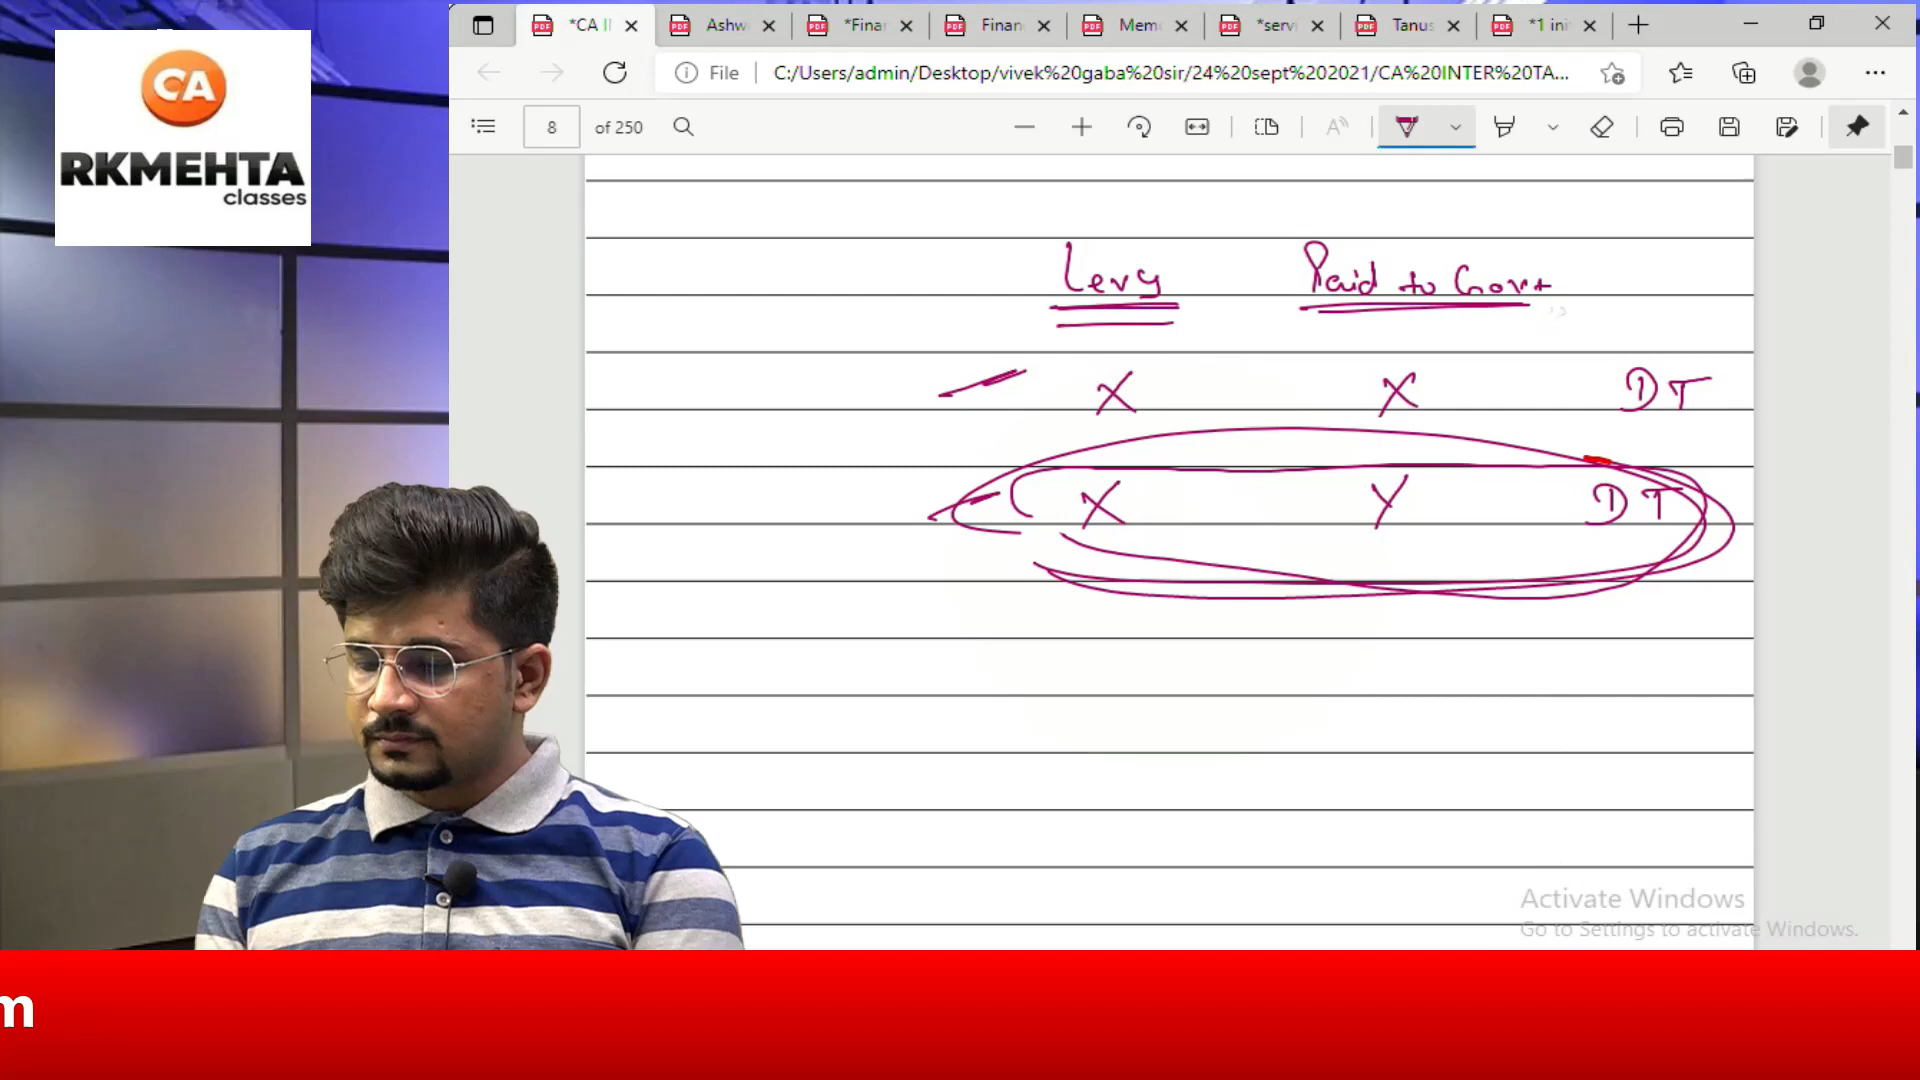 CA
RKMEHTA
classes
*CA I
Ashw
*Finar
Finan
Mem
*serv
Tanus
*1 ini
File
C:/Users/admin/Desktop/vivek%20gaba%20sir/24%20sept%202021/CA%20INTER%20TA...
8 of 250
Levy Paid to Govt
X X DT
X Y DT
Activate Windows
Go to Settings to activate Windows.
m